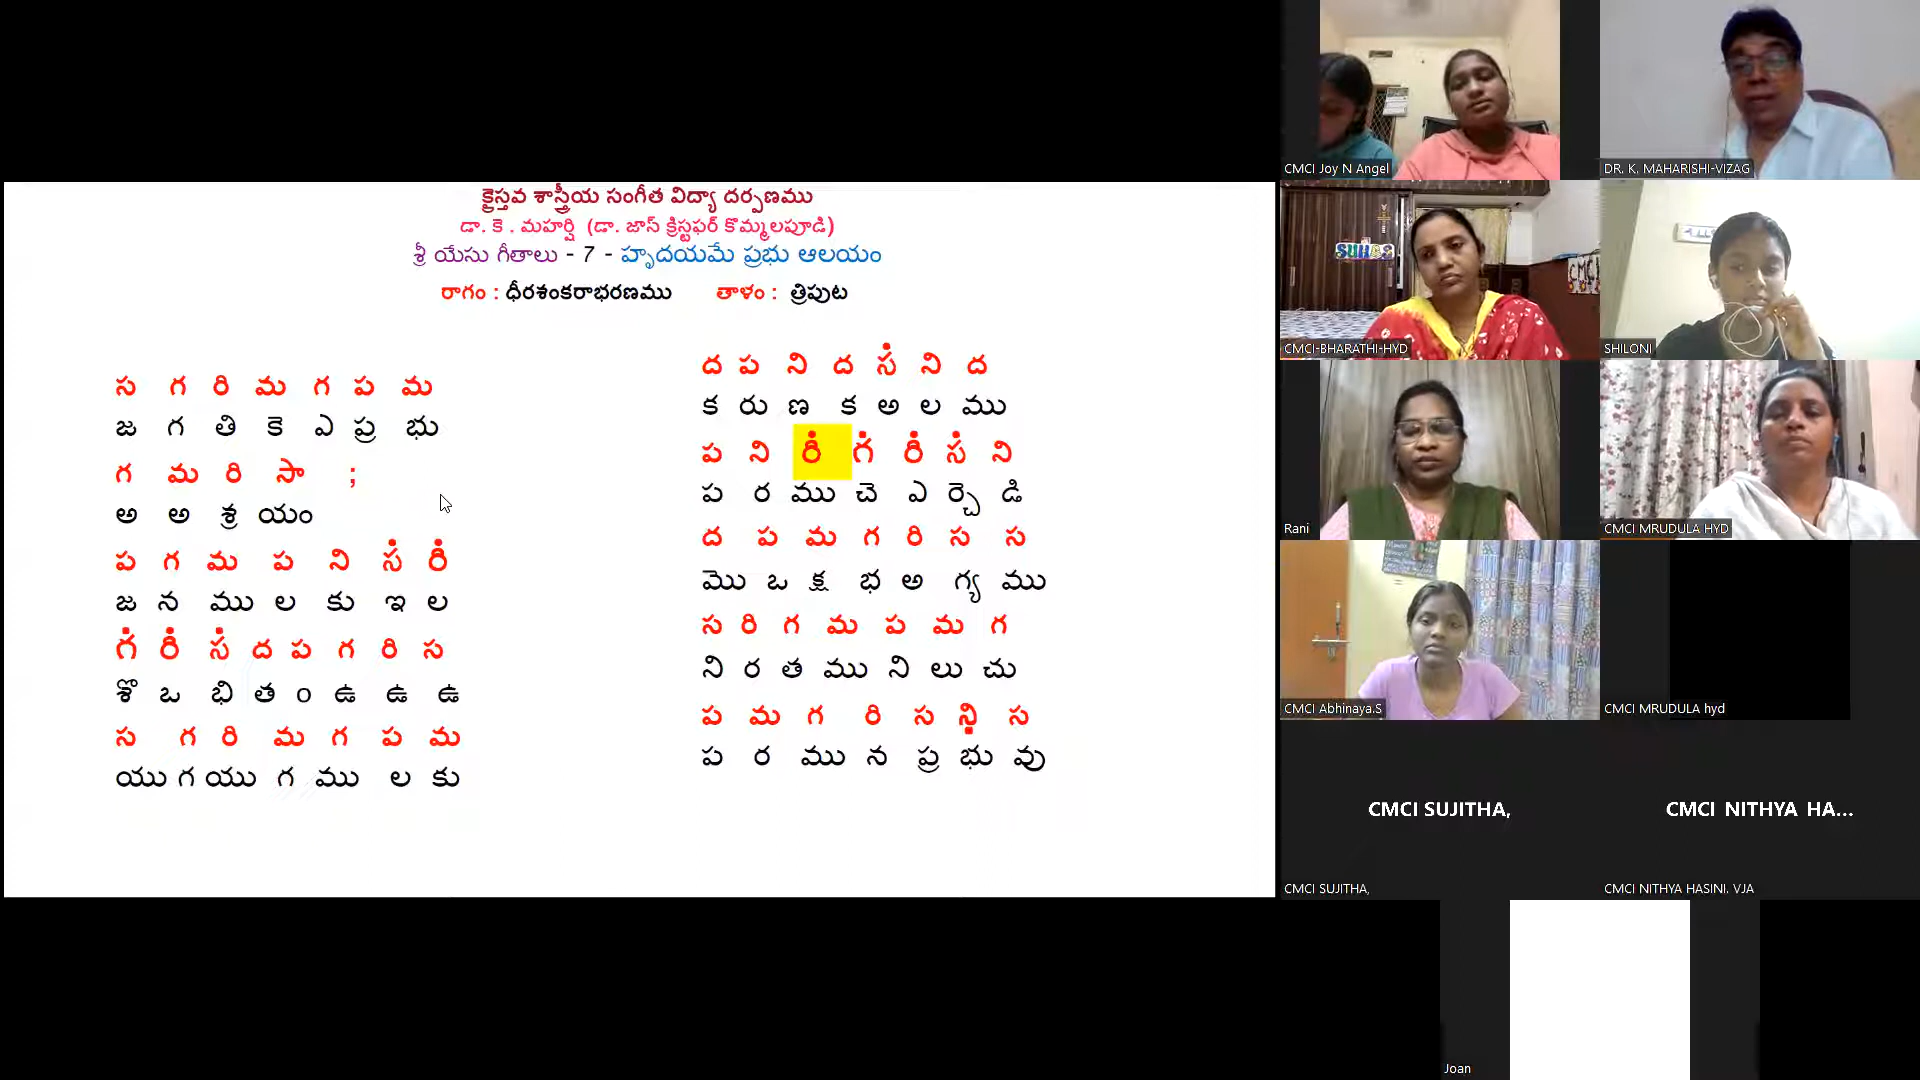 క్రైస్తవ శాస్త్రీయ సంగీత విద్యా దర్పణము
డా. కె . మహర్షి (డా. జాస్ క్రిస్టఫర్ కొమ్మలపూడి)
శ్రీ యేసు గీతాలు - 7 - హృదయమే ప్రభు ఆలయం
రాగం : ధీరశంకరాభరణము తాళం : త్రిపుట
స గ రి మ గ ప మ
జ గ తి కె ఎ ప్ర భు
గ మ రి సా ;
అ అ శ్ర యం
ప గ మ ప ని స̇ రి̇
జ న ము ల కు ఇ ల
గ̇ రి̇ స̇ ద ప గ రి స
శొ ఒ భి త ం ఉ ఉ ఉ
స గ రి మ గ ప మ
యు గ యు గ ము ల కు
ద ప ని ద స̇ ని ద
క రు ణ క అ ల ము
ప ని రి̇ గ̇ రి̇ స̇ ని
ప ర ము చె ఎ ర్చె డి
ద ప మ గ రి స స
మొ ఒ క్ష భ అ గ్య ము
స రి గ మ ప మ గ
ని ర త ము ని లు చు
ప మ గ రి స ని̣ స
ప ర ము న ప్ర భు వు
CMCI Joy N Angel
DR. K. MAHARISHI-VIZAG
SUHAS
CMCI-BHARATHI-HYD
SHILONI
Rani
CMCI MRUDULA HYD
CMCI Abhinaya.S
CMCI MRUDULA hyd
CMCI SUJITHA,
CMCI NITHYA HA...
CMCI SUJITHA,
CMCI NITHYA HASINI. VJA
Joan